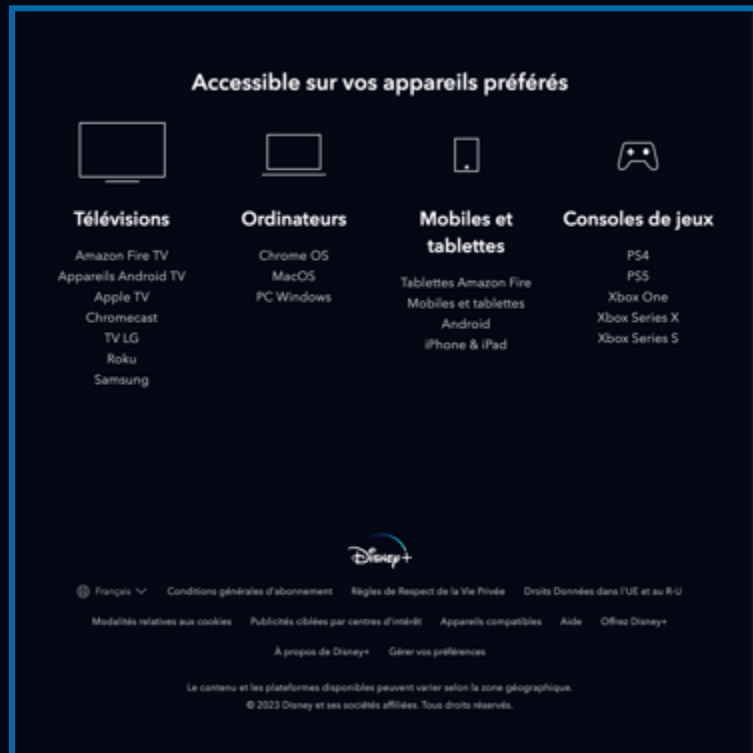 Accessible sur vos appareils préférés
Télévisions
Amazon Fire TV
Appareils Android TV
Apple TV
Chromecast
TV LG
Roku
Samsung
Ordinateurs
Chrome OS
MacOS
PC Windows
Mobiles et
tablettes
Tablettes Amazon Fire
Mobiles et tablettes
Android
iPhone & iPad
Consoles de jeux
PS4
PS5
Xbox One
Xbox Series X
Xbox Series S
Disney+
Français Conditions générales d'abonnement Règles de Respect de la Vie Privée Droits Données dans l'UE et au R-U
Modalités relatives aux cookies Publicités ciblées par centres d'intérêt Appareils compatibles Aide Offrez Disney+
À propos de Disney+ Gérer vos préférences
Le contenu et les plateformes disponibles peuvent varier selon la zone géographique.
© 2023 Disney et ses sociétés affiliées. Tous droits réservés.